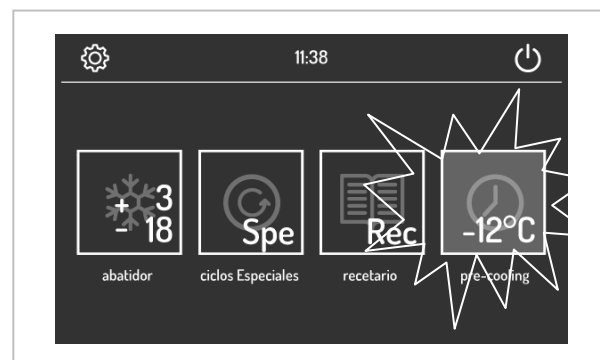 11:38
+ 3
- 18
Spe
Rec
-12°C
abatidor
ciclos Especiales
recetario
pre-cooling